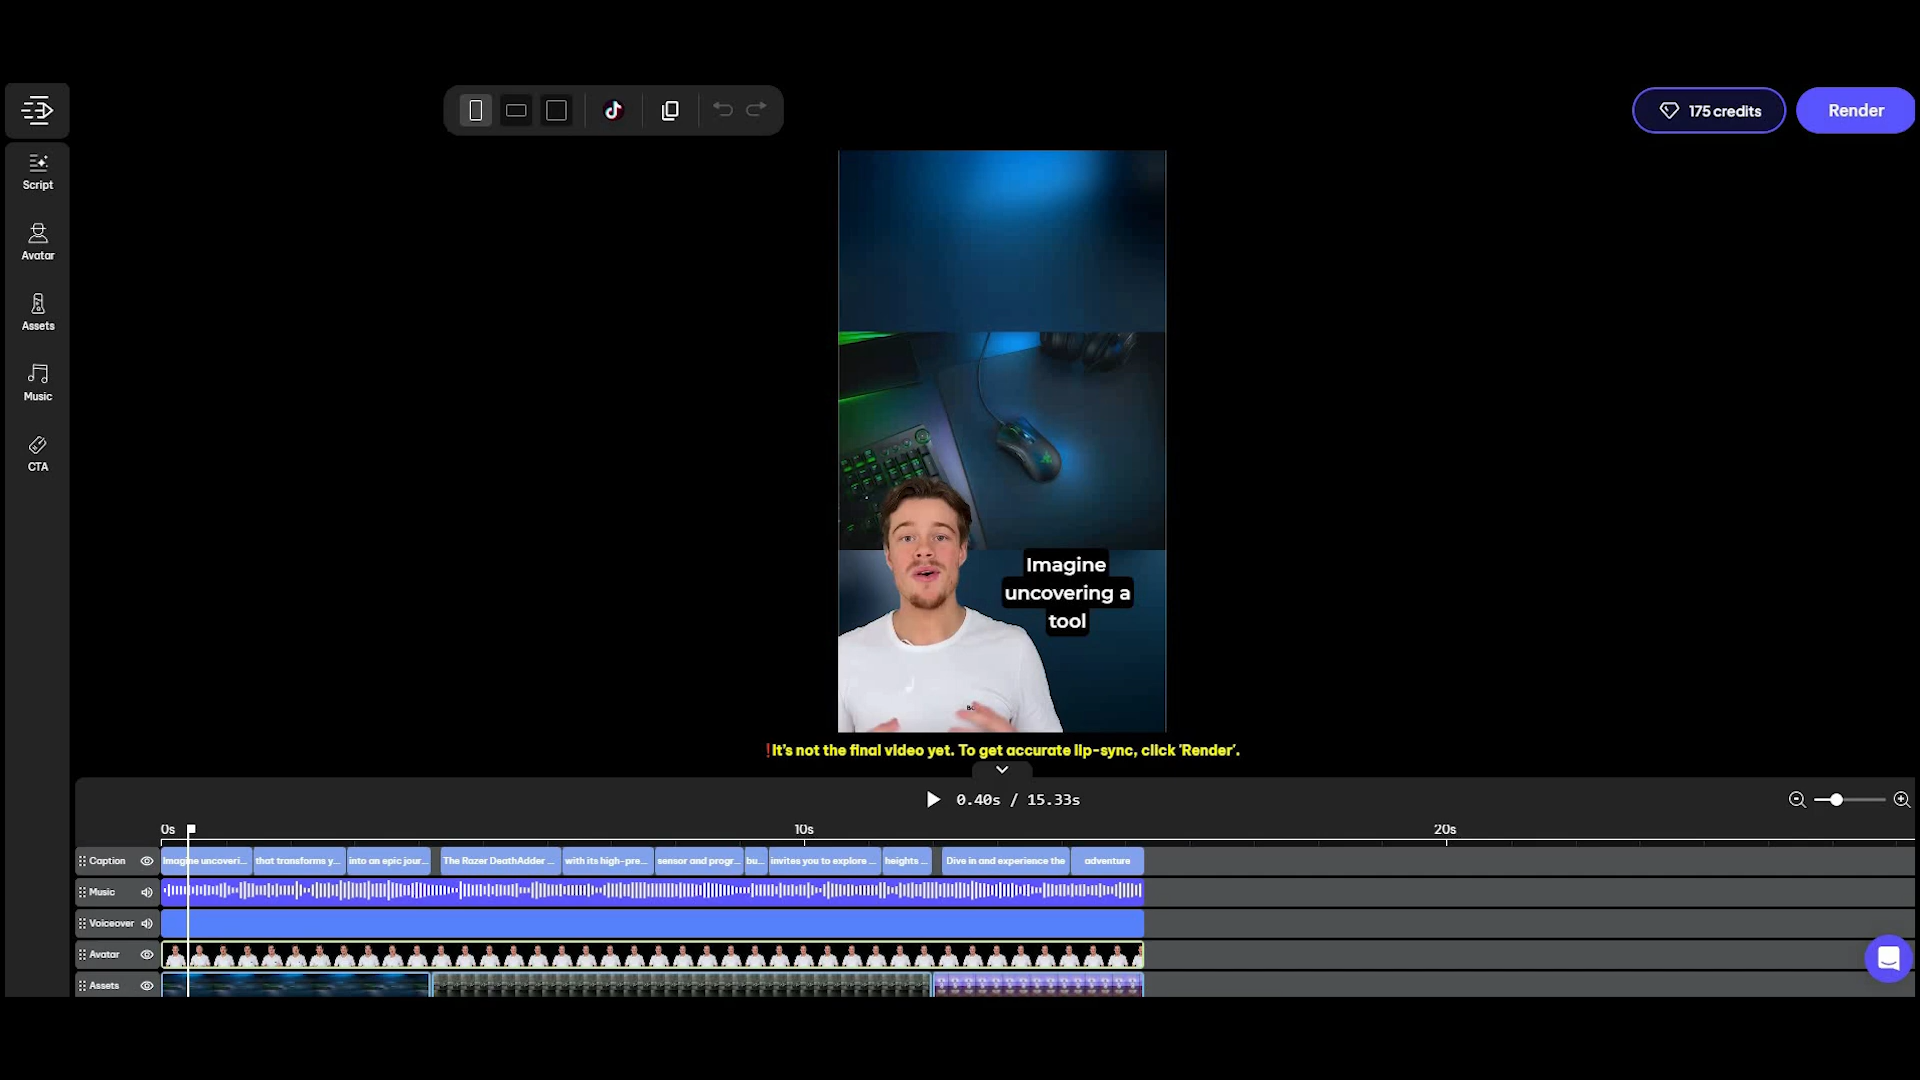 175 credits
Render
Script
Avatar
Assets
Music
CTA
Imagine
uncovering a
tool
❗It's not the final video yet. To get accurate lip-sync, click 'Render'.
0.40s / 15.33s
0s
10s
20s
Caption
Imagine uncoveri...
that transforms y...
into an epic jour...
The Razer DeathAdder ...
with its high-pre...
sensor and progr...
bu...
invites you to explore ...
heights ...
Dive in and experience the
adventure
Music
Voiceover
Avatar
Assets